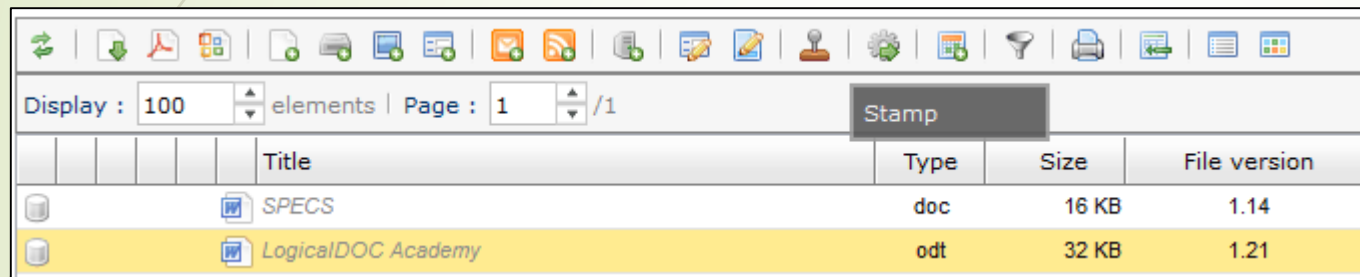 Display : 100 elements Page : 1 /1
Stamp
Title Type Size File version
SPECS doc 16 KB 1.14
LogicalDOC Academy odt 32 KB 1.21